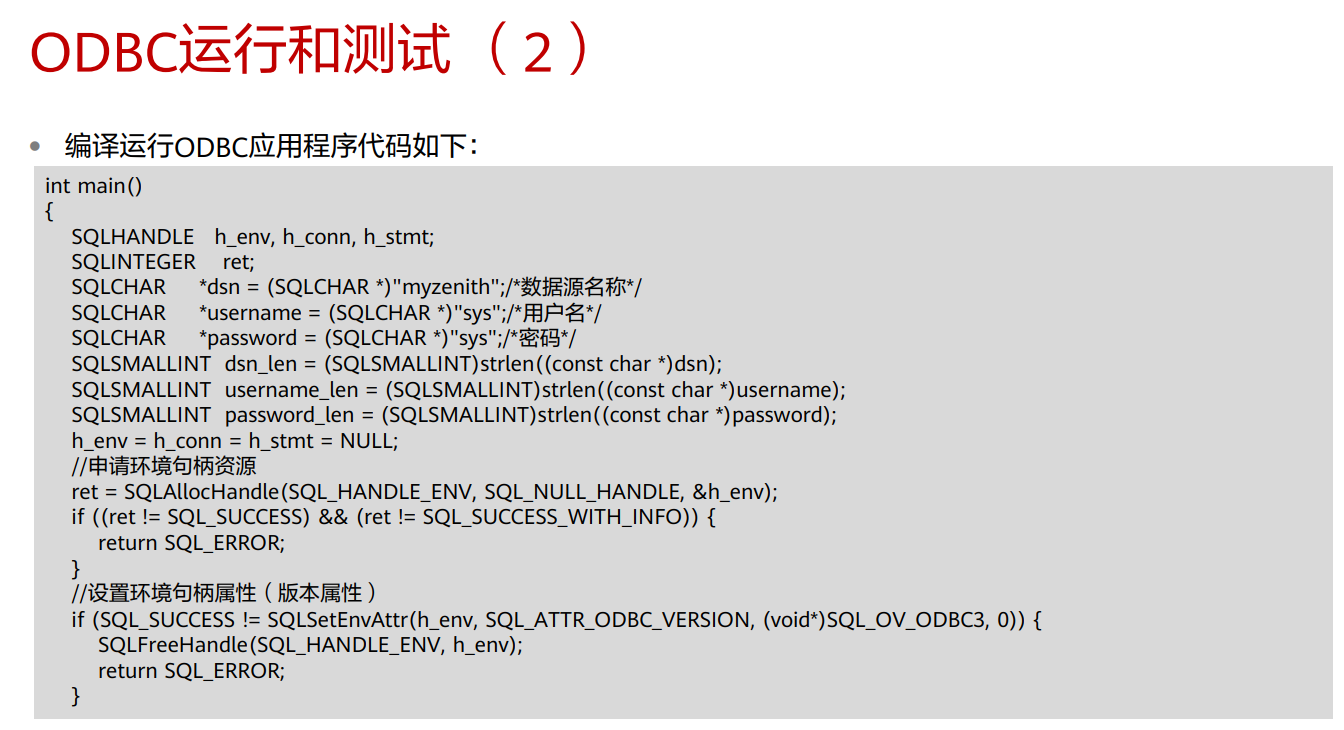 ODBC运行和测试（2）
• 编译运行ODBC应用程序代码如下：
int main()
{
SQLHANDLE h_env, h_conn, h_stmt;
SQLINTEGER ret;
SQLCHAR *dsn = (SQLCHAR *)"myzenith";/*数据源名称*/
SQLCHAR *username = (SQLCHAR *)"sys";/*用户名*/
SQLCHAR *password = (SQLCHAR *)"sys";/*密码*/
SQLSMALLINT dsn_len = (SQLSMALLINT)strlen((const char *)dsn);
SQLSMALLINT username_len = (SQLSMALLINT)strlen((const char *)username);
SQLSMALLINT password_len = (SQLSMALLINT)strlen((const char *)password);
h_env = h_conn = h_stmt = NULL;
//申请环境句柄资源
ret = SQLAllocHandle(SQL_HANDLE_ENV, SQL_NULL_HANDLE, &h_env);
if ((ret != SQL_SUCCESS) && (ret != SQL_SUCCESS_WITH_INFO)) {
return SQL_ERROR;
}
//设置环境句柄属性（版本属性）
if (SQL_SUCCESS != SQLSetEnvAttr(h_env, SQL_ATTR_ODBC_VERSION, (void*)SQL_OV_ODBC3, 0)) {
SQLFreeHandle(SQL_HANDLE_ENV, h_env);
return SQL_ERROR;
}